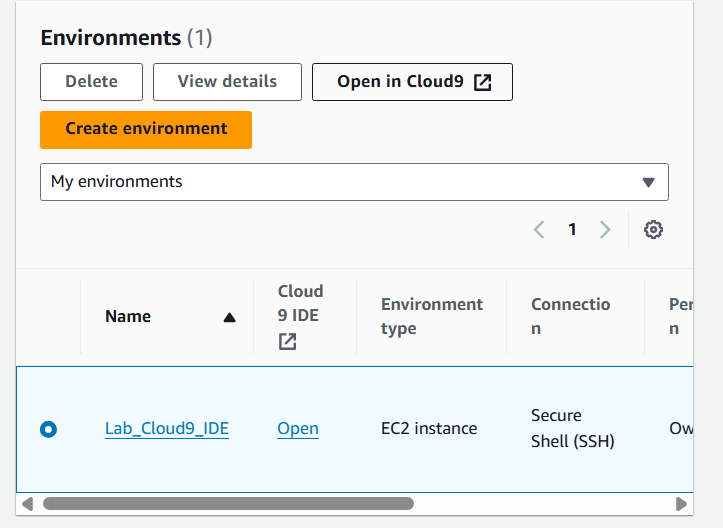 Environments (1)
Delete
View details
Open in Cloud9
Create environment
My environments
1
Name
Cloud
9 IDE
Environment
type
Connectio
n
Per
n
Lab_Cloud9_IDE
Open
EC2 instance
Secure
Shell (SSH)
Ow